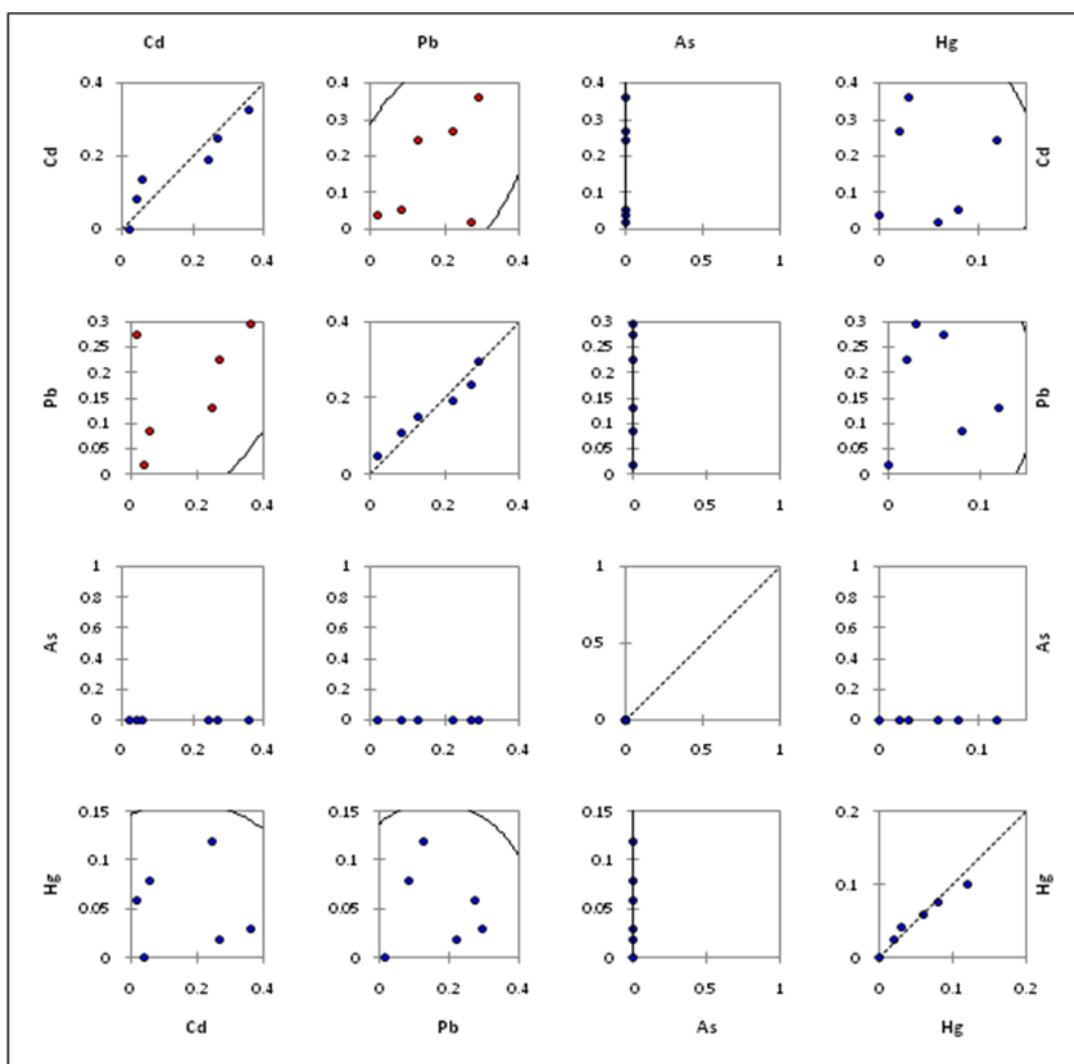 Cd Pb As Hg
0.4 0.4 0.4 0.4
0.3 0.3 0.3
Cd 0.2 0.2 0.2 0.2 Cd
0.1 0.1 0.1
0 0 0 0
0 0.2 0.4 0 0.2 0.4 0 0.5 1 0 0.1
0.3 0.4 0.3 0.3
0.25 0.25 0.25
0.2 0.2 0.2
Pb 0.15 0.2 0.15 0.15 Pb
0.1 0.1 0.1
0.05 0.05 0.05
0 0 0 0
0 0.2 0.4 0 0.2 0.4 0 0.5 1 0 0.1
1 1 1 1
0.8 0.8 0.8
0.6 0.6 0.6
As 0.5 As
0.4 0.4 0.4
0.2 0.2 0.2
0 0 0 0
0 0.2 0.4 0 0.2 0.4 0 0.5 1 0 0.1
0.15 0.15 0.15 0.2
0.1 0.1 0.1
Hg 0.1 Hg
0.05 0.05 0.05
0 0 0 0
0 0.2 0.4 0 0.2 0.4 0 0.5 1 0 0.1 0.2
Cd Pb As Hg